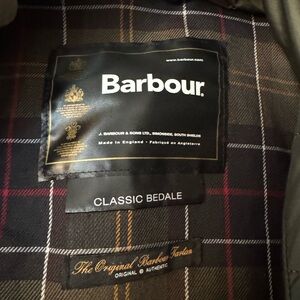 www.barbour.com
Barbour
J. BARBOUR & SONS LTD., SIMONSIDE, SOUTH SHIELDS
Made in England - Fabriqué en Angleterre
CLASSIC BEDALE
The Original Barbour Tartan
ORIGINAL & AUTHENTIC